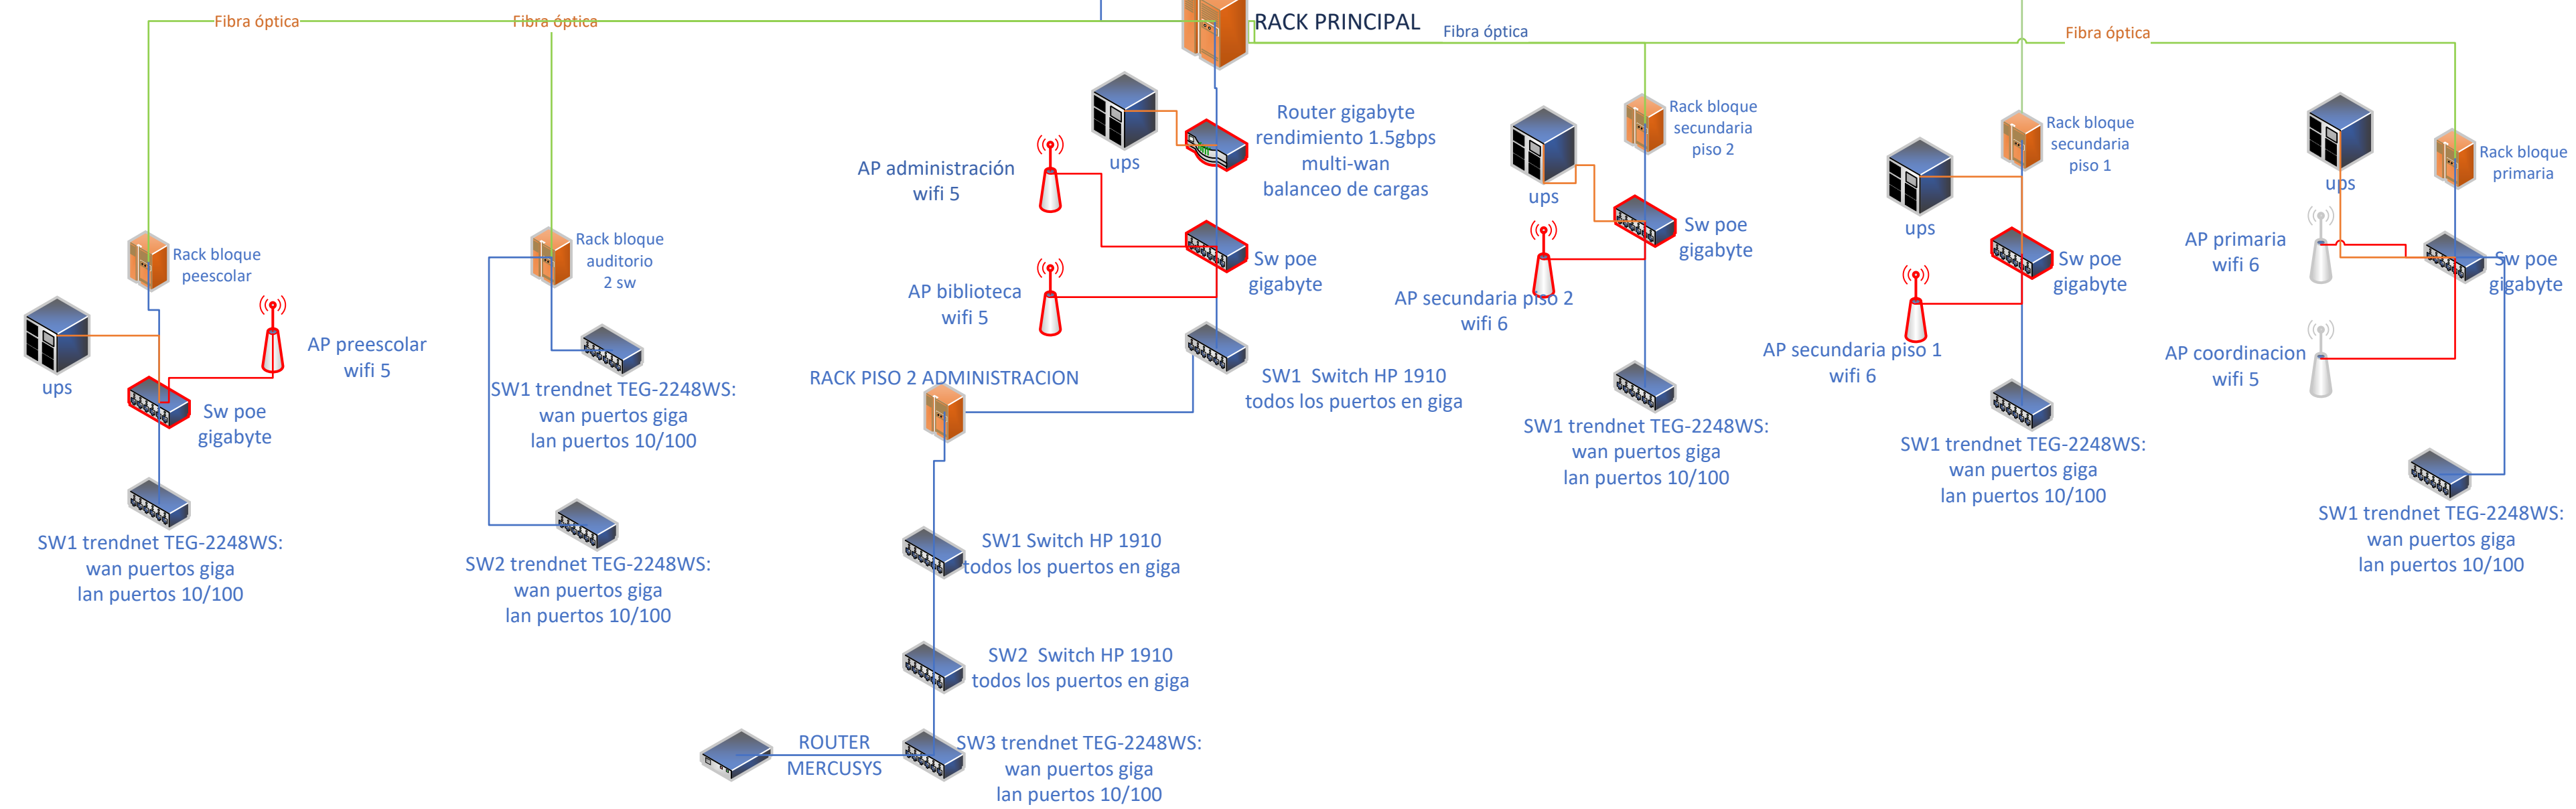 Fibra óptica
Fibra óptica
RACK PRINCIPAL
Fibra óptica
Fibra óptica
Rack bloque
peescolar
ups
AP preescolar
wifi 5
Sw poe
gigabyte
SW1 trendnet TEG-2248WS:
wan puertos giga
lan puertos 10/100
Rack bloque
auditorio
2 sw
SW1 trendnet TEG-2248WS:
wan puertos giga
lan puertos 10/100
SW2 trendnet TEG-2248WS:
wan puertos giga
lan puertos 10/100
ups
Router gigabyte
rendimiento 1.5gbps
multi-wan
balanceo de cargas
AP administración
wifi 5
Sw poe
gigabyte
AP biblioteca
wifi 5
SW1  Switch HP 1910
todos los puertos en giga
RACK PISO 2 ADMINISTRACION
SW1 Switch HP 1910
todos los puertos en giga
SW2  Switch HP 1910
todos los puertos en giga
ROUTER
MERCUSYS
SW3 trendnet TEG-2248WS:
wan puertos giga
lan puertos 10/100
Rack bloque
secundaria
piso 2
ups
Sw poe
gigabyte
AP secundaria piso 2
wifi 6
SW1 trendnet TEG-2248WS:
wan puertos giga
lan puertos 10/100
Rack bloque
secundaria
piso 1
ups
Sw poe
gigabyte
AP secundaria piso 1
wifi 6
SW1 trendnet TEG-2248WS:
wan puertos giga
lan puertos 10/100
Rack bloque
primaria
ups
AP primaria
wifi 6
Sw poe
gigabyte
AP coordinacion
wifi 5
SW1 trendnet TEG-2248WS:
wan puertos giga
lan puertos 10/100